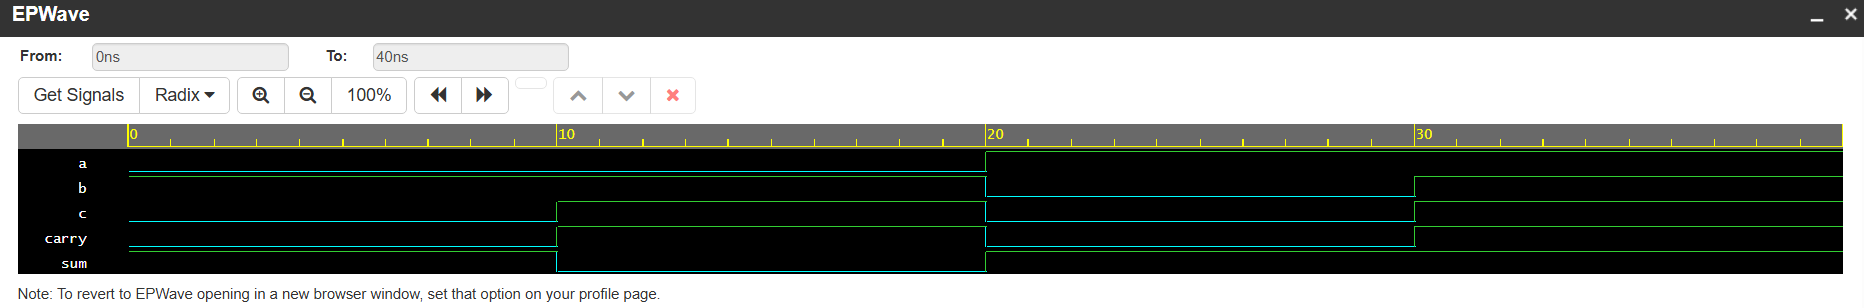 EPWave
From: 0ns To: 40ns
Get Signals Radix 100%
0 10 20 30
a
b
c
carry
sum
Note: To revert to EPWave opening in a new browser window, set that option on your profile page.